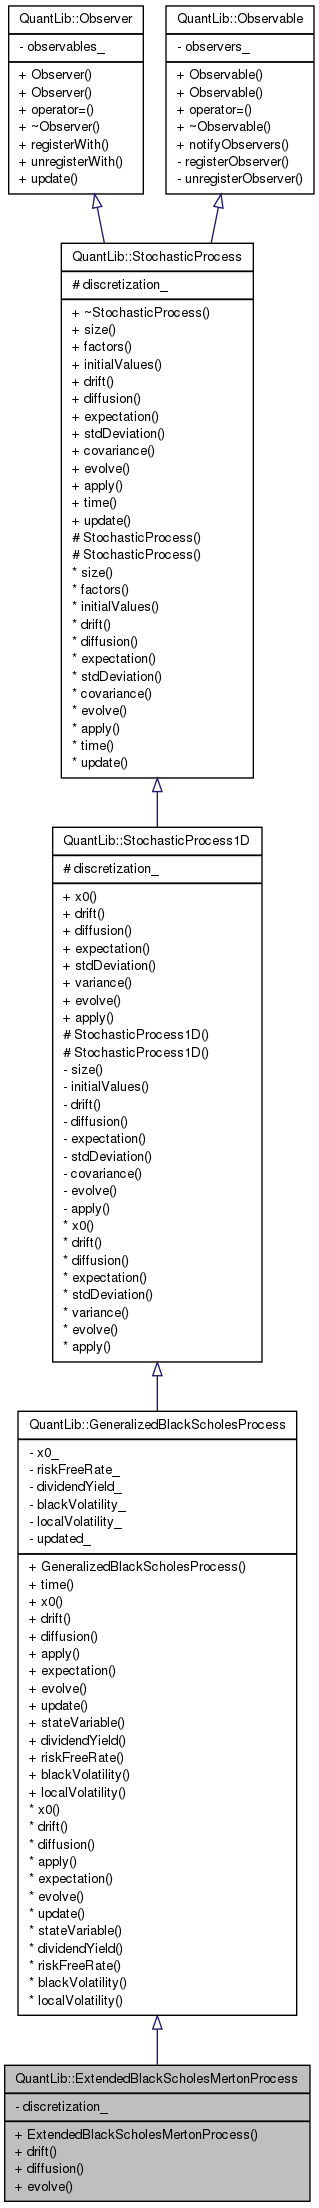 QuantLib::Observer
- observables_
+ Observer()
+ Observer()
+ operator=()
+ ~Observer()
+ registerWith()
+ unregisterWith()
+ update()
QuantLib::Observable
- observers_
+ Observable()
+ Observable()
+ operator=()
+ ~Observable()
+ notifyObservers()
- registerObserver()
- unregisterObserver()
QuantLib::StochasticProcess
# discretization_
+ ~StochasticProcess()
+ size()
+ factors()
+ initialValues()
+ drift()
+ diffusion()
+ expectation()
+ stdDeviation()
+ covariance()
+ evolve()
+ apply()
+ time()
+ update()
# StochasticProcess()
# StochasticProcess()
* size()
* factors()
* initialValues()
* drift()
* diffusion()
* expectation()
* stdDeviation()
* covariance()
* evolve()
* apply()
* time()
* update()
QuantLib::StochasticProcess1D
# discretization_
+ x0()
+ drift()
+ diffusion()
+ expectation()
+ stdDeviation()
+ variance()
+ evolve()
+ apply()
# StochasticProcess1D()
# StochasticProcess1D()
- size()
- initialValues()
- drift()
- diffusion()
- expectation()
- stdDeviation()
- covariance()
- evolve()
- apply()
* x0()
* drift()
* diffusion()
* expectation()
* stdDeviation()
* variance()
* evolve()
* apply()
QuantLib::GeneralizedBlackScholesProcess
- x0_
- riskFreeRate_
- dividendYield_
- blackVolatility_
- localVolatility_
- updated_
+ GeneralizedBlackScholesProcess()
+ time()
+ x0()
+ drift()
+ diffusion()
+ apply()
+ expectation()
+ evolve()
+ update()
+ stateVariable()
+ dividendYield()
+ riskFreeRate()
+ blackVolatility()
+ localVolatility()
* x0()
* drift()
* diffusion()
* apply()
* expectation()
* evolve()
* update()
* stateVariable()
* dividendYield()
* riskFreeRate()
* blackVolatility()
* localVolatility()
QuantLib::ExtendedBlackScholesMertonProcess
- discretization_
+ ExtendedBlackScholesMertonProcess()
+ drift()
+ diffusion()
+ evolve()